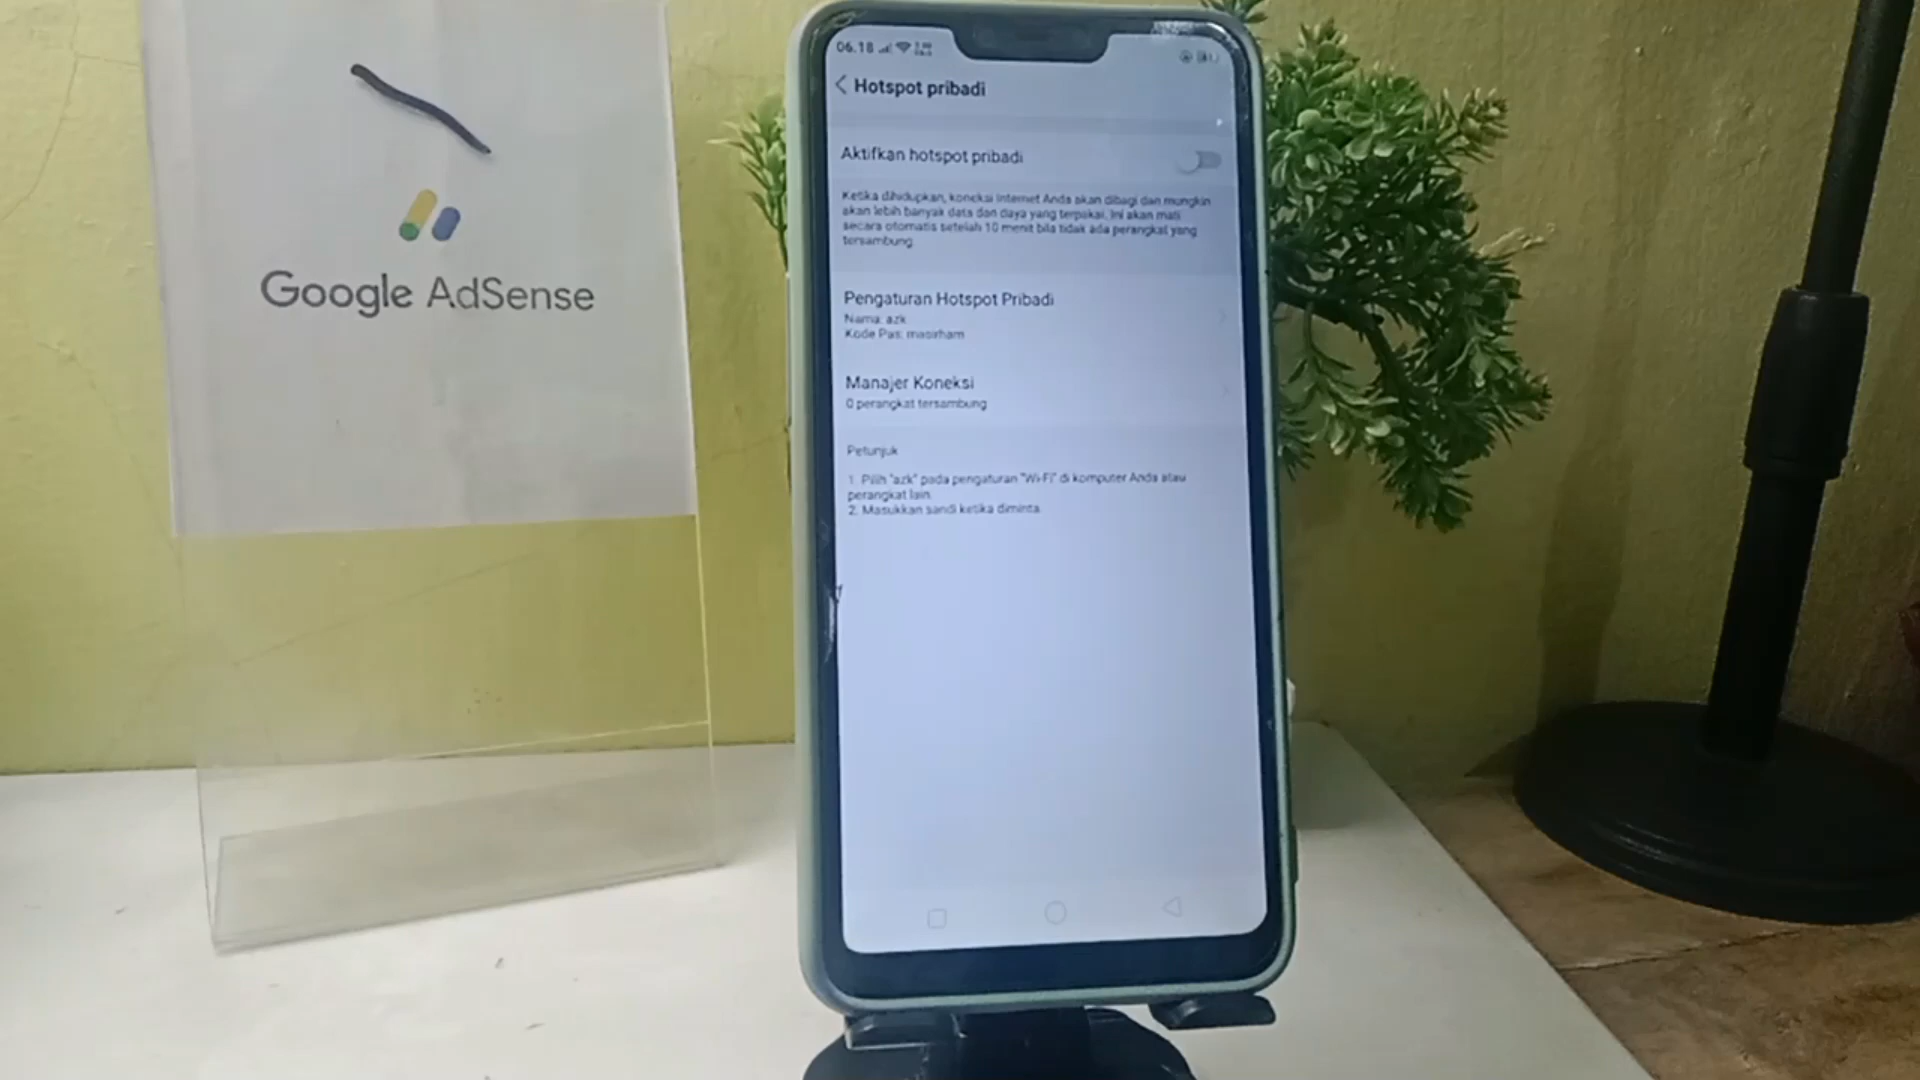 Google AdSense
06.18
Hotspot pribadi
Aktifkan hotspot pribadi
Ketika dihidupkan, koneksi Internet Anda akan dibagi dan mungkin
akan lebih banyak data dan daya yang terpakai. Ini akan mati
secara otomatis setelah 10 menit bila tidak ada perangkat yang
tersambung.
Pengaturan Hotspot Pribadi
Nama: azk
Kode Pas: masirham
Manajer Koneksi
0 perangkat tersambung
Petunjuk
1. Pilih "azk" pada pengaturan "Wi-Fi" di komputer Anda atau
perangkat lain.
2. Masukkan sandi ketika diminta.